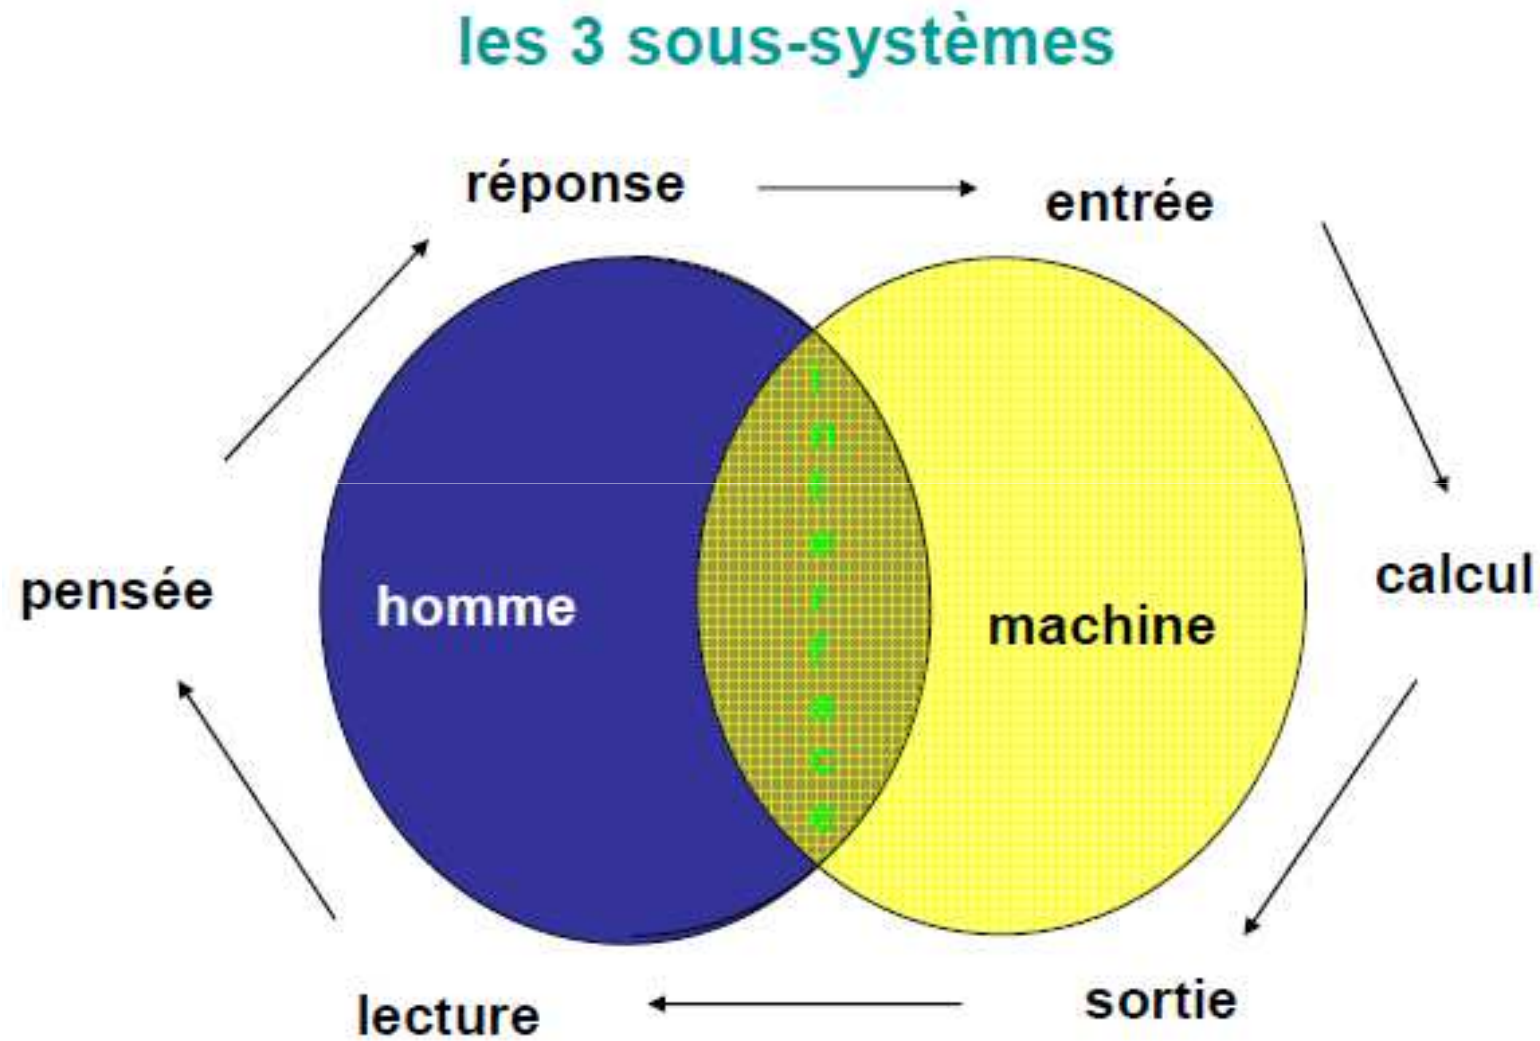 les 3 sous-systèmes
réponse
entrée
pensée
homme
interface
machine
calcul
lecture
sortie